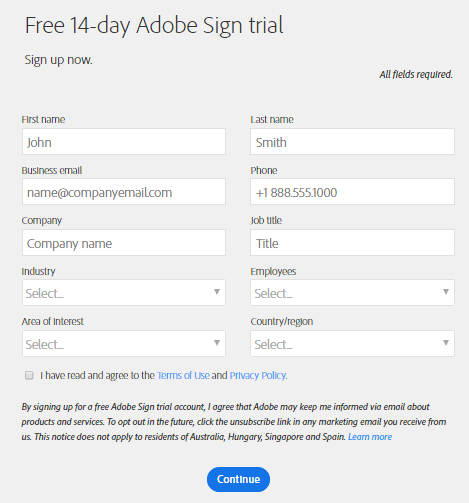 Free 14-day Adobe Sign trial
Sign up now.
All fields required.
First name
Last name
John
Smith
Business email
Phone
name@companyemail.com
+1 888.555.1000
Company
Job title
Company name
Title
Industry
Employees
Select...
Select...
Area of interest
Country/region
Select...
Select...
I have read and agree to the Terms of Use and Privacy Policy.
By signing up for a free Adobe Sign trial account, I agree that Adobe may keep me informed via email about
products and services. To opt out in the future, click the unsubscribe link in any marketing email you receive from
us. This notice does not apply to residents of Australia, Hungary, Singapore and Spain. Learn more
Continue